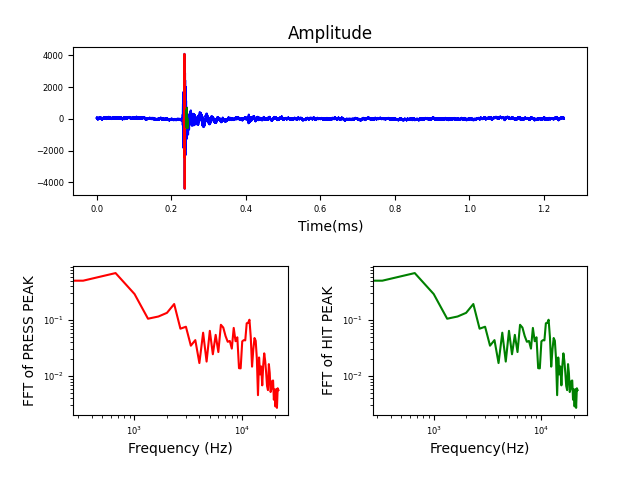 Amplitude
4000
2000
0
−2000
−4000
0.0 0.2 0.4 0.6 0.8 1.0 1.2
Time(ms)
FFT of PRESS PEAK
10⁻¹
10⁻²
10³ 10⁴
Frequency (Hz)
FFT of HIT PEAK
10⁻¹
10⁻²
10³ 10⁴
Frequency(Hz)